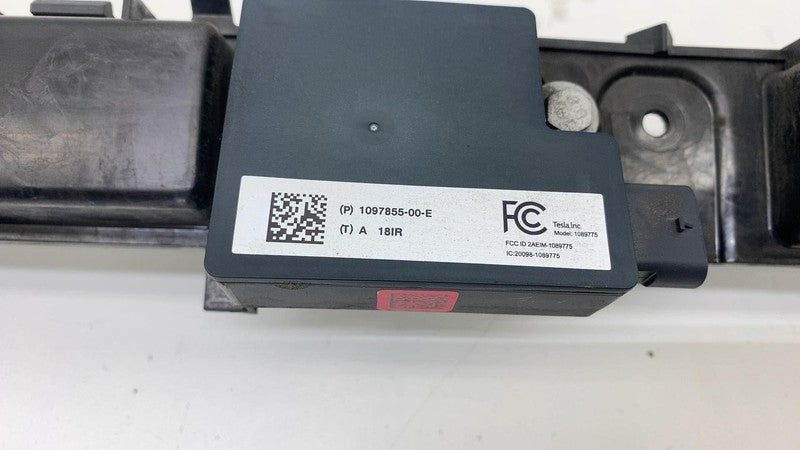 (P) 1097855-00-E
(T) A 18IR
FC
Tesla, Inc.
Model: 1089775
FCC ID 2AEIM-1089775
IC:20098-1089775